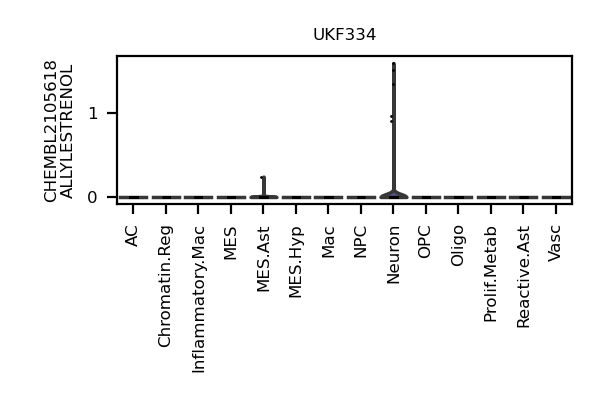 UKF334
CHEMBL2105618
ALLYLESTRENOL
1
0
AC
Chromatin.Reg
Inflammatory.Mac
MES
MES.Ast
MES.Hyp
Mac
NPC
Neuron
OPC
Oligo
Prolif.Metab
Reactive.Ast
Vasc